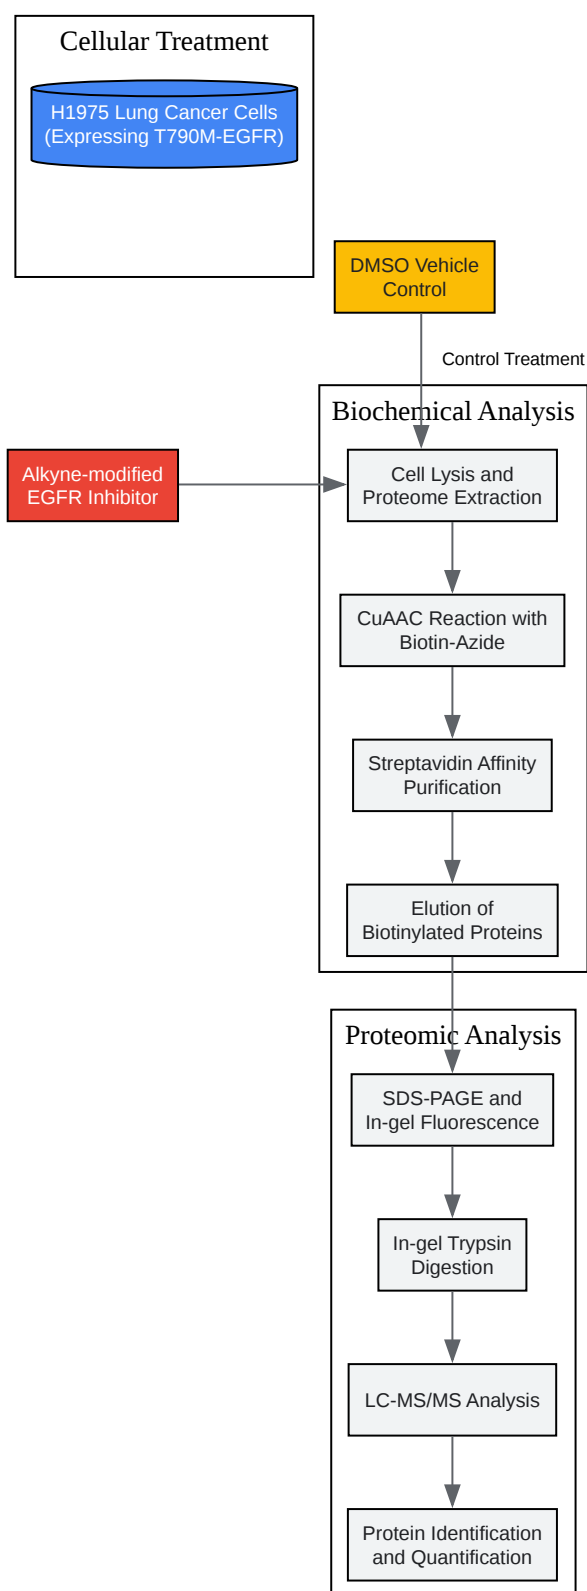 Cellular Treatment
H1975 Lung Cancer Cells
(Expressing T790M-EGFR)
DMSO Vehicle
Control
Control Treatment
Biochemical Analysis
Alkyne-modified
EGFR Inhibitor
Cell Lysis and
Proteome Extraction
CuAAC Reaction with
Biotin-Azide
Streptavidin Affinity
Purification
Elution of
Biotinylated Proteins
Proteomic Analysis
SDS-PAGE and
In-gel Fluorescence
In-gel Trypsin
Digestion
LC-MS/MS Analysis
Protein Identification
and Quantification